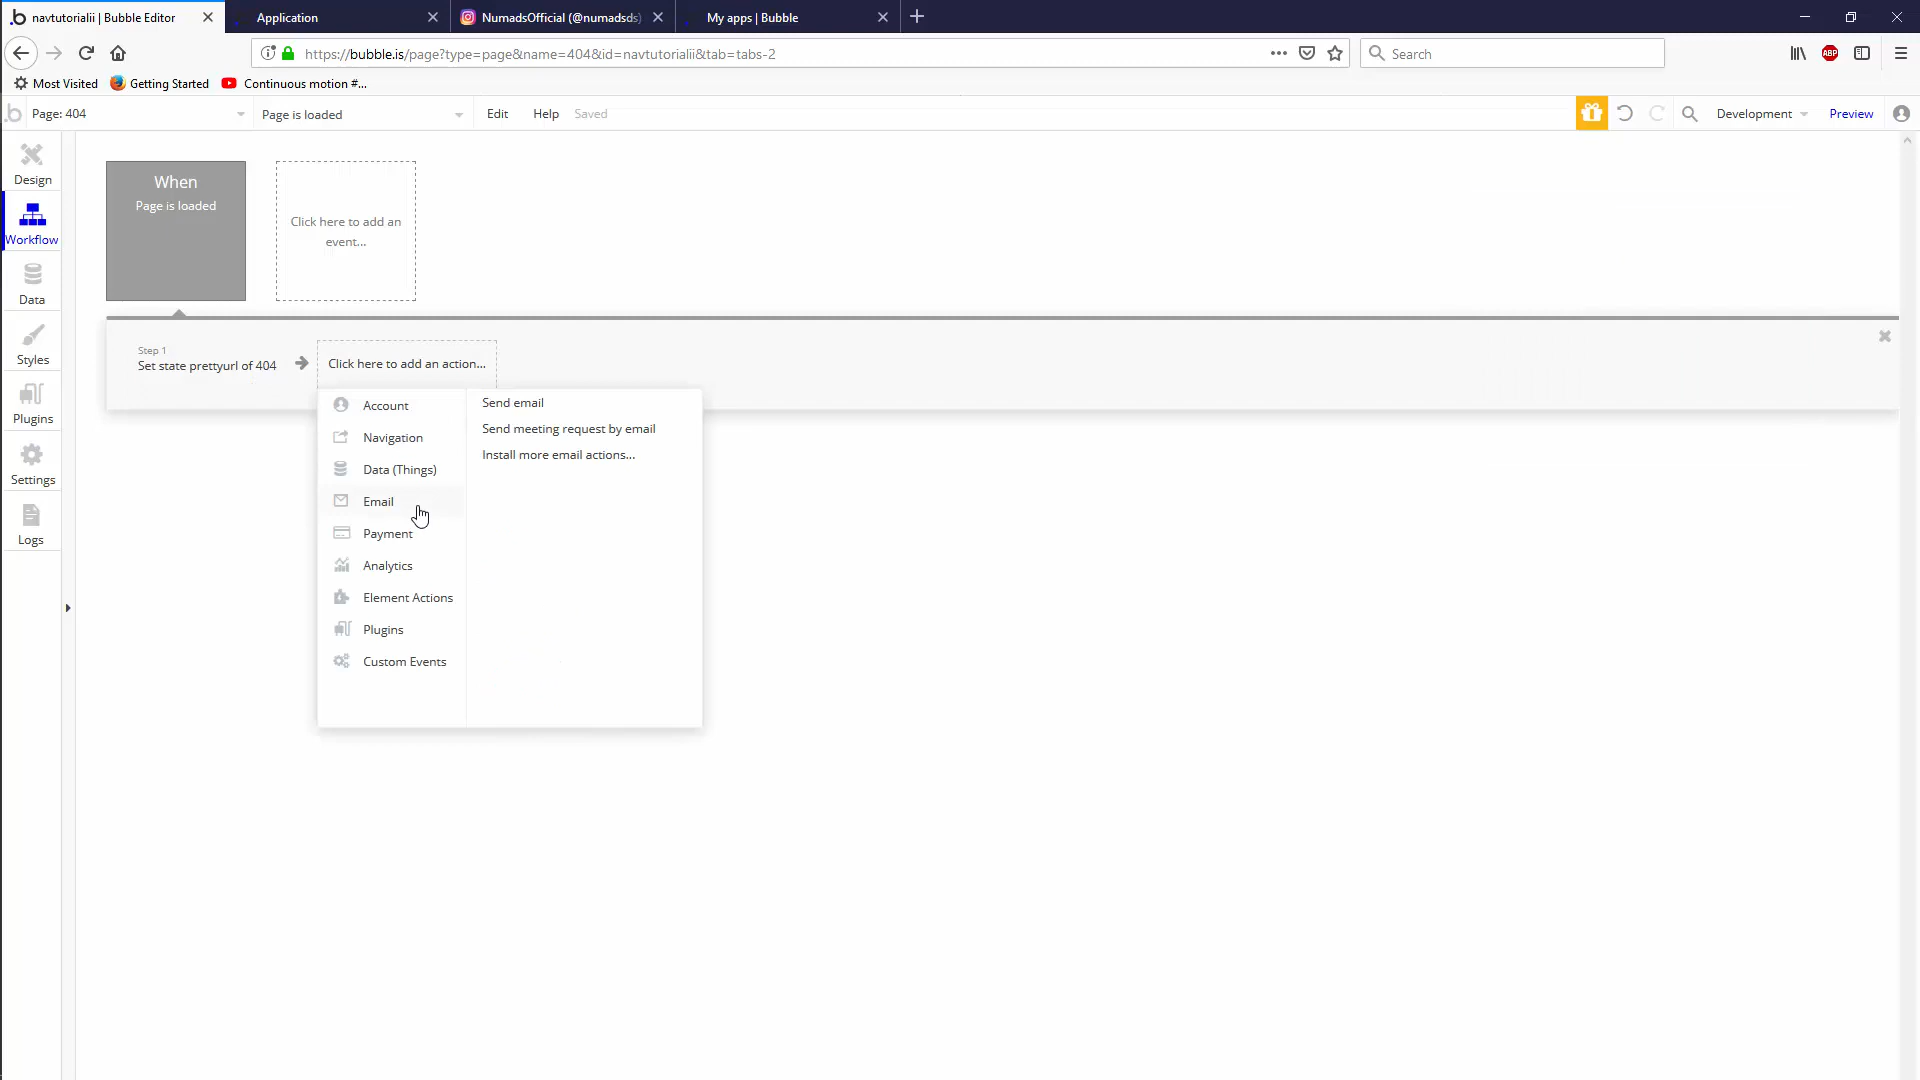 navtutorialii | Bubble Editor
Application
NumadsOfficial (@numadsds)
My apps | Bubble
https://bubble.is/page?type=page&name=404&id=navtutorialii&tab=tabs-2
Search
Most Visited
Getting Started
Continuous motion #...
Page: 404
Page is loaded
Edit
Help
Saved
Development
Preview
Design
Workflow
Data
Styles
Plugins
Settings
Logs
When
Page is loaded
Click here to add an
event...
Step 1
Set state prettyurl of 404
Click here to add an action...
Account
Navigation
Data (Things)
Email
Payment
Analytics
Element Actions
Plugins
Custom Events
Send email
Send meeting request by email
Install more email actions...
ABP